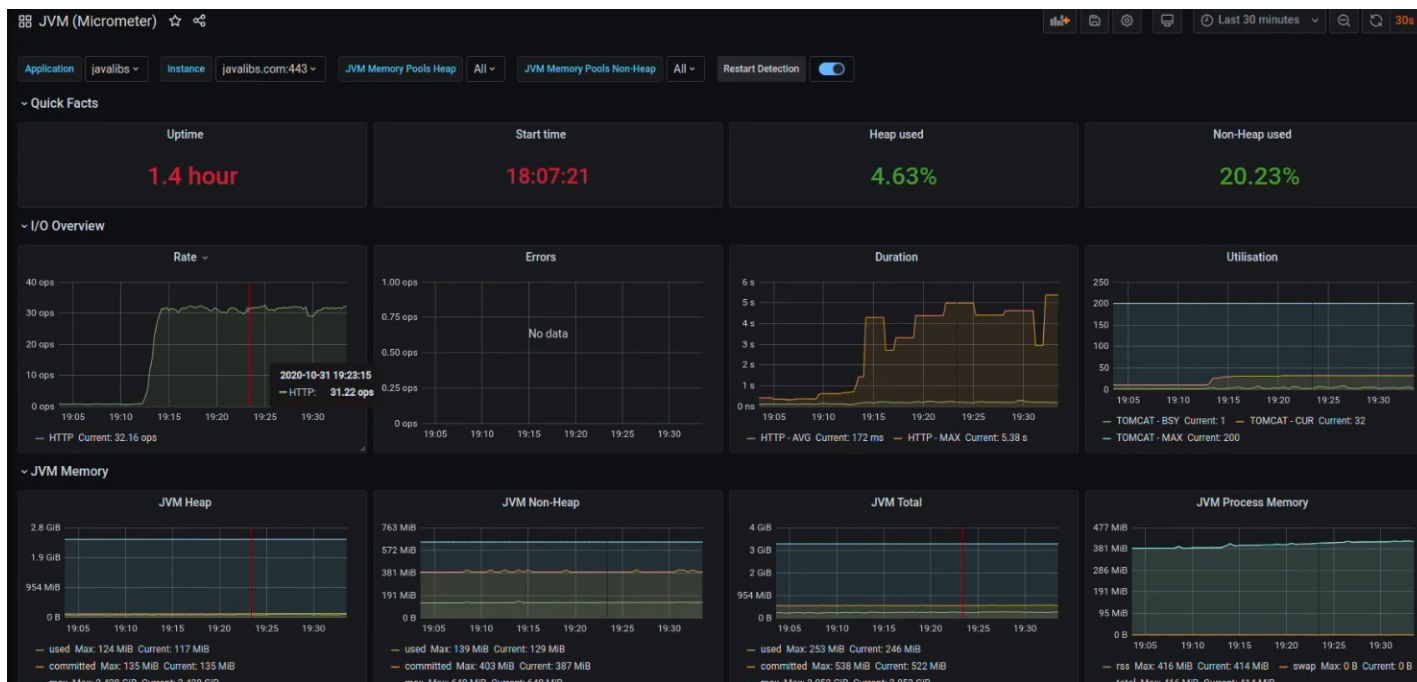 JVM (Micrometer)
Last 30 minutes
30s
Application javalibs Instance javalibs.com:443 JVM Memory Pools Heap All JVM Memory Pools Non-Heap All Restart Detection
Quick Facts
Uptime
1.4 hour
Start time
18:07:21
Heap used
4.63%
Non-Heap used
20.23%
I/O Overview
Rate
40 ops
30 ops
20 ops
10 ops
0 ops
19:05 19:10 19:15 19:20 19:25 19:30
2020-10-31 19:23:15
HTTP: 31.22 ops
HTTP Current: 32.16 ops
Errors
1.00 ops
0.75 ops
0.50 ops
0.25 ops
0 ops
No data
19:05 19:10 19:15 19:20 19:25 19:30
Duration
6 s
5 s
4 s
3 s
2 s
1 s
0 ns
19:05 19:10 19:15 19:20 19:25 19:30
HTTP - AVG Current: 172 ms HTTP - MAX Current: 5.38 s
Utilisation
250
200
150
100
50
0
19:05 19:10 19:15 19:20 19:25 19:30
TOMCAT - BSY Current: 1 TOMCAT - CUR Current: 32
TOMCAT - MAX Current: 200
JVM Memory
JVM Heap
2.8 GiB
1.9 GiB
954 MiB
0 B
19:05 19:10 19:15 19:20 19:25 19:30
used Max: 124 MiB Current: 117 MiB
committed Max: 135 MiB Current: 135 MiB
JVM Non-Heap
763 MiB
572 MiB
381 MiB
191 MiB
0 B
19:05 19:10 19:15 19:20 19:25 19:30
used Max: 139 MiB Current: 129 MiB
committed Max: 403 MiB Current: 387 MiB
JVM Total
4 GiB
3 GiB
2 GiB
954 MiB
0 B
19:05 19:10 19:15 19:20 19:25 19:30
used Max: 253 MiB Current: 246 MiB
committed Max: 538 MiB Current: 522 MiB
JVM Process Memory
477 MiB
381 MiB
286 MiB
191 MiB
95 MiB
0 B
19:05 19:10 19:15 19:20 19:25 19:30
rss Max: 416 MiB Current: 414 MiB swap Max: 0 B Current: 0 B
total Max: 416 MiB Current: 414 MiB